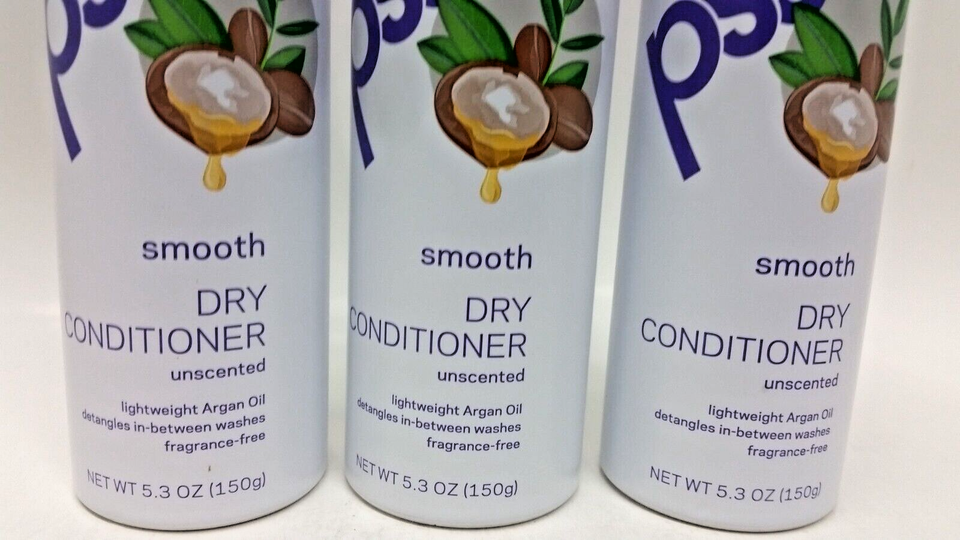 smooth
DRY
CONDITIONER
unscented
lightweight Argan Oil
detangles in-between washes
fragrance-free
NET WT 5.3 OZ (150g)
smooth
DRY
CONDITIONER
unscented
lightweight Argan Oil
detangles in-between washes
fragrance-free
NET WT 5.3 OZ (150g)
smooth
DRY
CONDITIONER
unscented
lightweight Argan Oil
detangles in-between washes
fragrance-free
NET WT 5.3 OZ (150g)